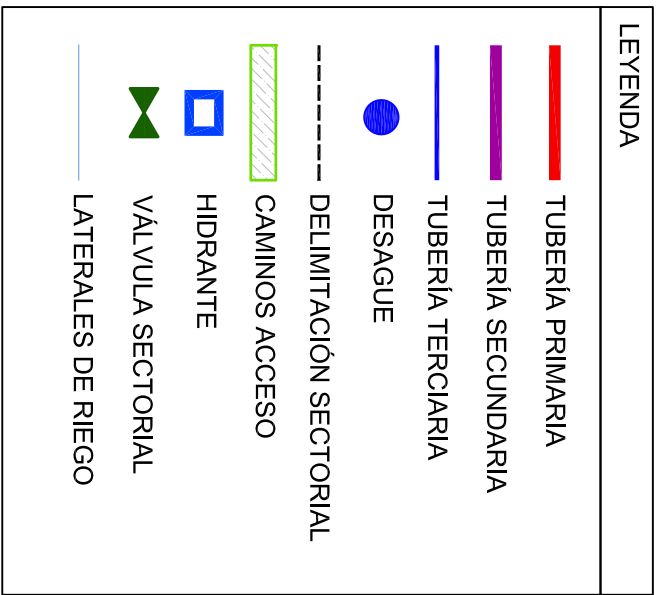 LEYENDA
TUBERÍA PRIMARIA
TUBERÍA SECUNDARIA
TUBERÍA TERCIARIA
DESAGUE
DELIMITACIÓN SECTORIAL
CAMINOS ACCESO
HIDRANTE
VÁLVULA SECTORIAL
LATERALES DE RIEGO